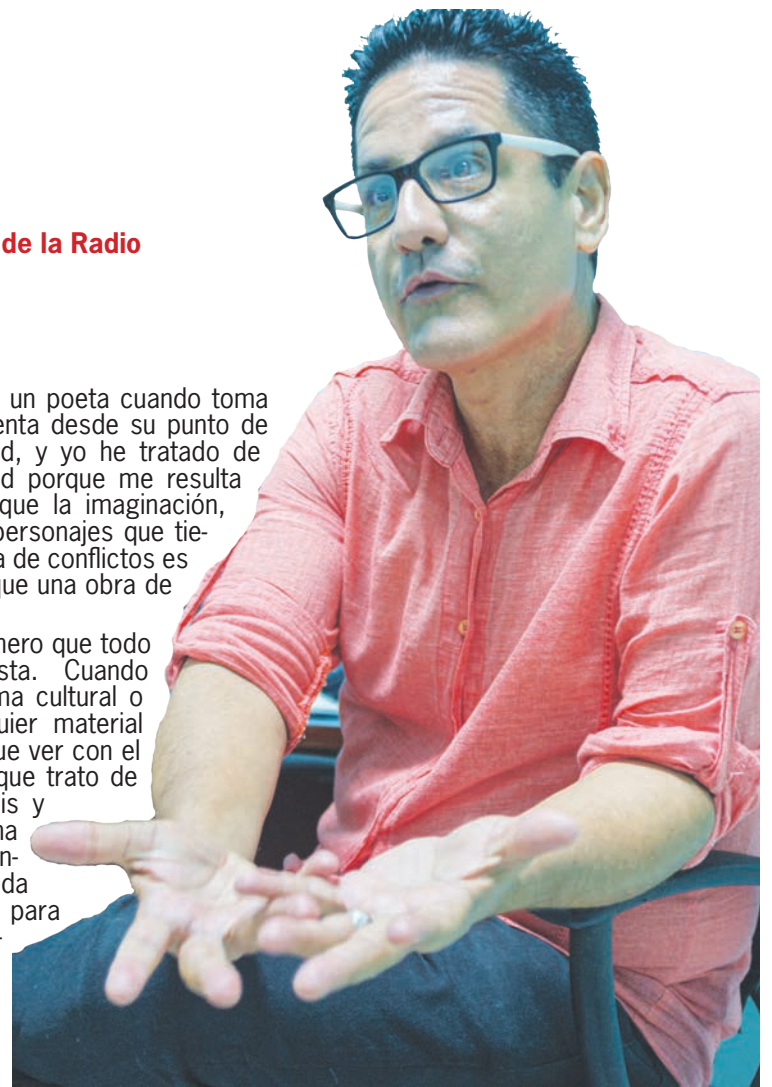 de la Radio
un poeta cuando toma
enta desde su punto de
d, y yo he tratado de
d porque me resulta
que la imaginación,
personajes que tie-
a de conflictos es
que una obra de
nero que todo
sta. Cuando
ma cultural o
uier material
ue ver con el
que trato de
is y
na
n-
da
para
-